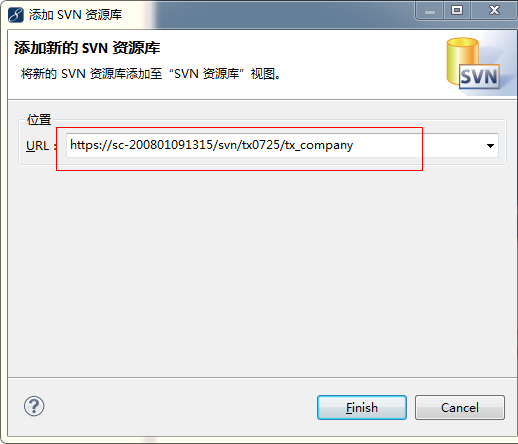 添加 SVN 资源库
添加新的 SVN 资源库
将新的 SVN 资源库添加至“SVN 资源库”视图。
SVN
位置
URL： https://sc-200801091315/svn/tx0725/tx_company
?
Finish Cancel